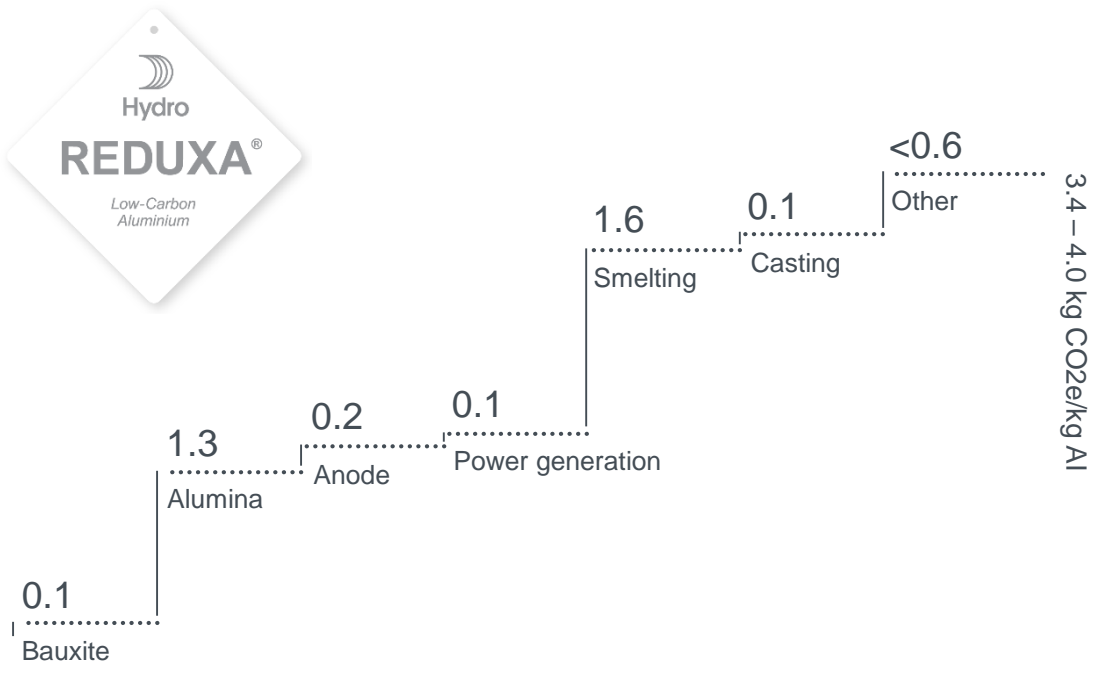 Hydro
REDUXA®
Low-Carbon
Aluminium
<0.6
Other
3.4 – 4.0 kg CO2e/kg Al
0.1
Casting
1.6
Smelting
0.1
Power generation
0.2
Anode
1.3
Alumina
0.1
Bauxite